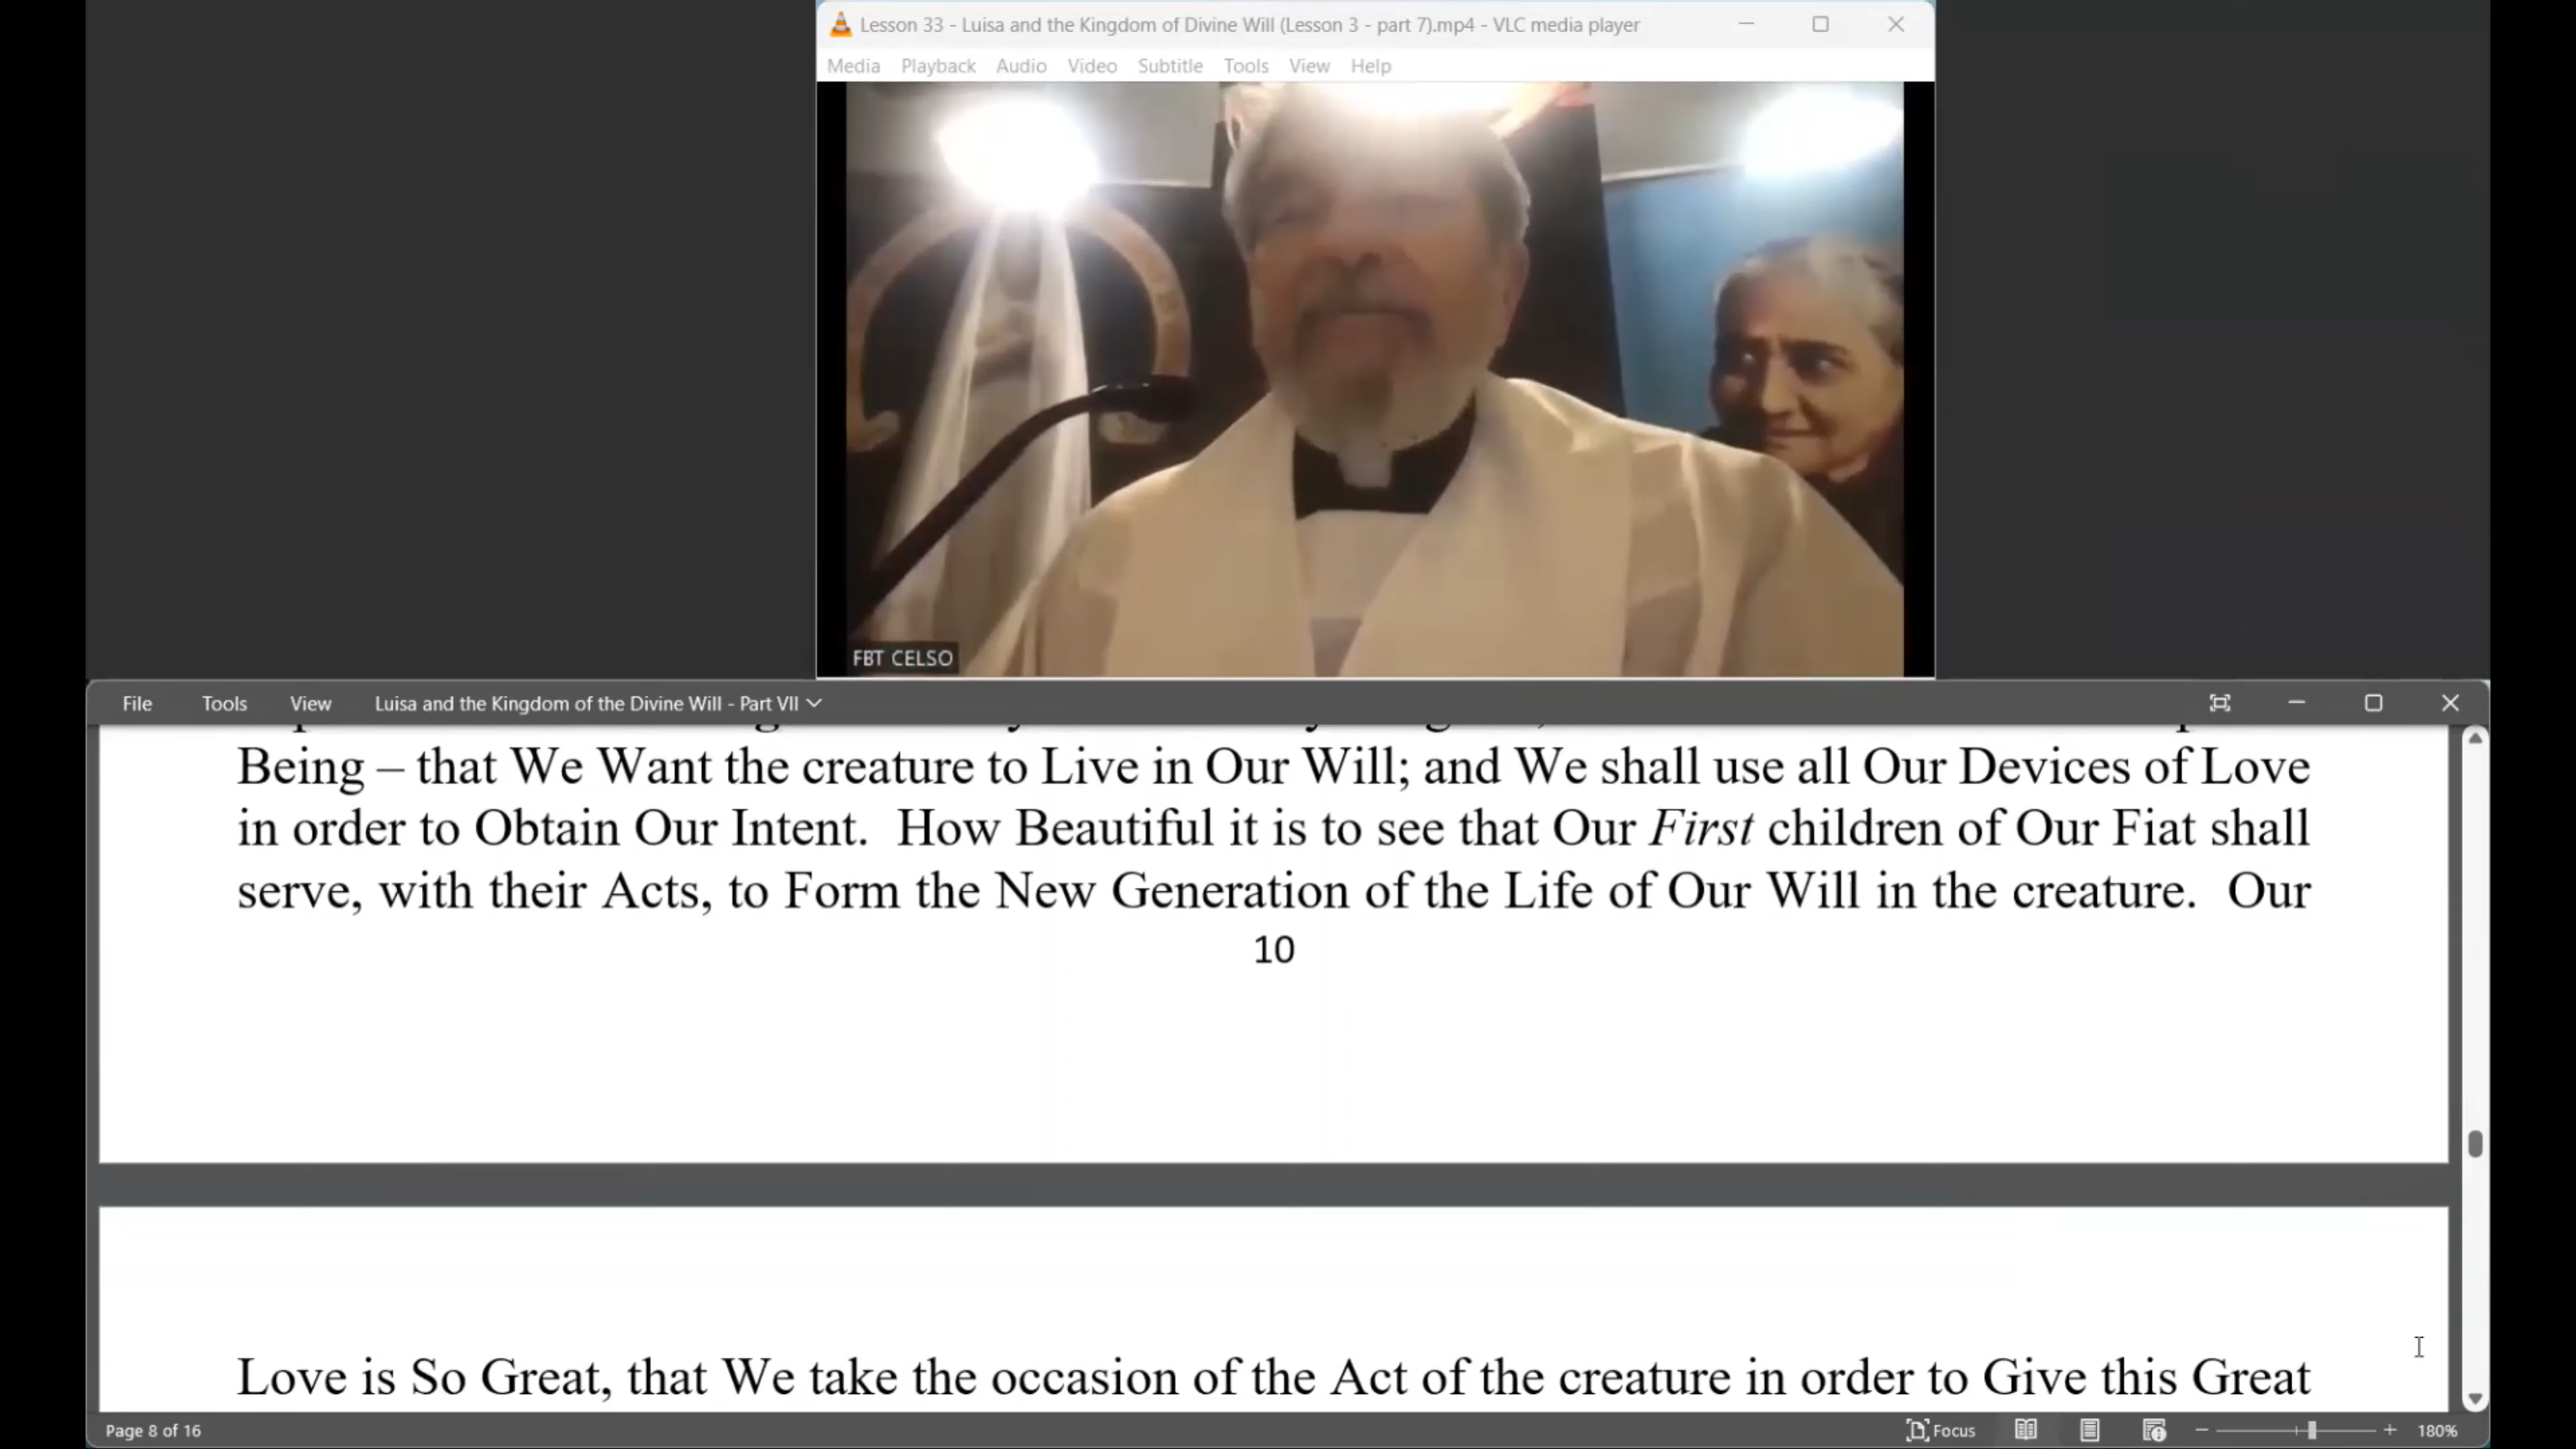 Lesson 33 - Luisa and the Kingdom of Divine Will (Lesson 3 - part 7).mp4 - VLC media player
Media Playback Audio Video Subtitle Tools View Help
FBT CELSO
File Tools View Luisa and the Kingdom of the Divine Will - Part VII
Being – that We Want the creature to Live in Our Will; and We shall use all Our Devices of Love
in order to Obtain Our Intent. How Beautiful it is to see that Our First children of Our Fiat shall
serve, with their Acts, to Form the New Generation of the Life of Our Will in the creature. Our
10
Love is So Great, that We take the occasion of the Act of the creature in order to Give this Great
Page 8 of 16 Focus 180%